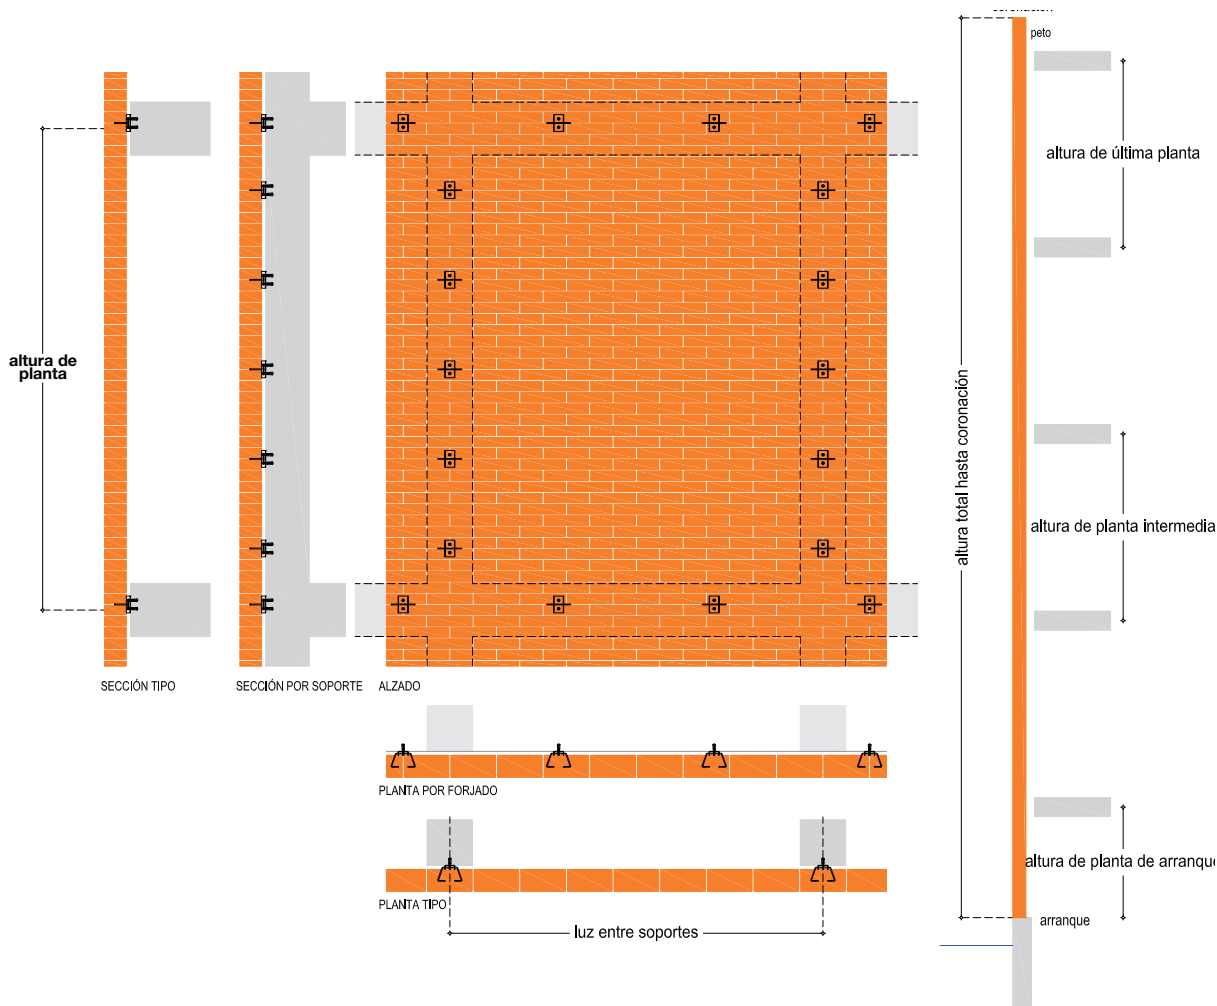 coronación
peto
altura de última planta
altura de
planta
altura total hasta coronación
altura de planta intermedia
SECCIÓN TIPO
SECCIÓN POR SOPORTE
ALZADO
PLANTA POR FORJADO
altura de planta de arranque
PLANTA TIPO
arranque
luz entre soportes